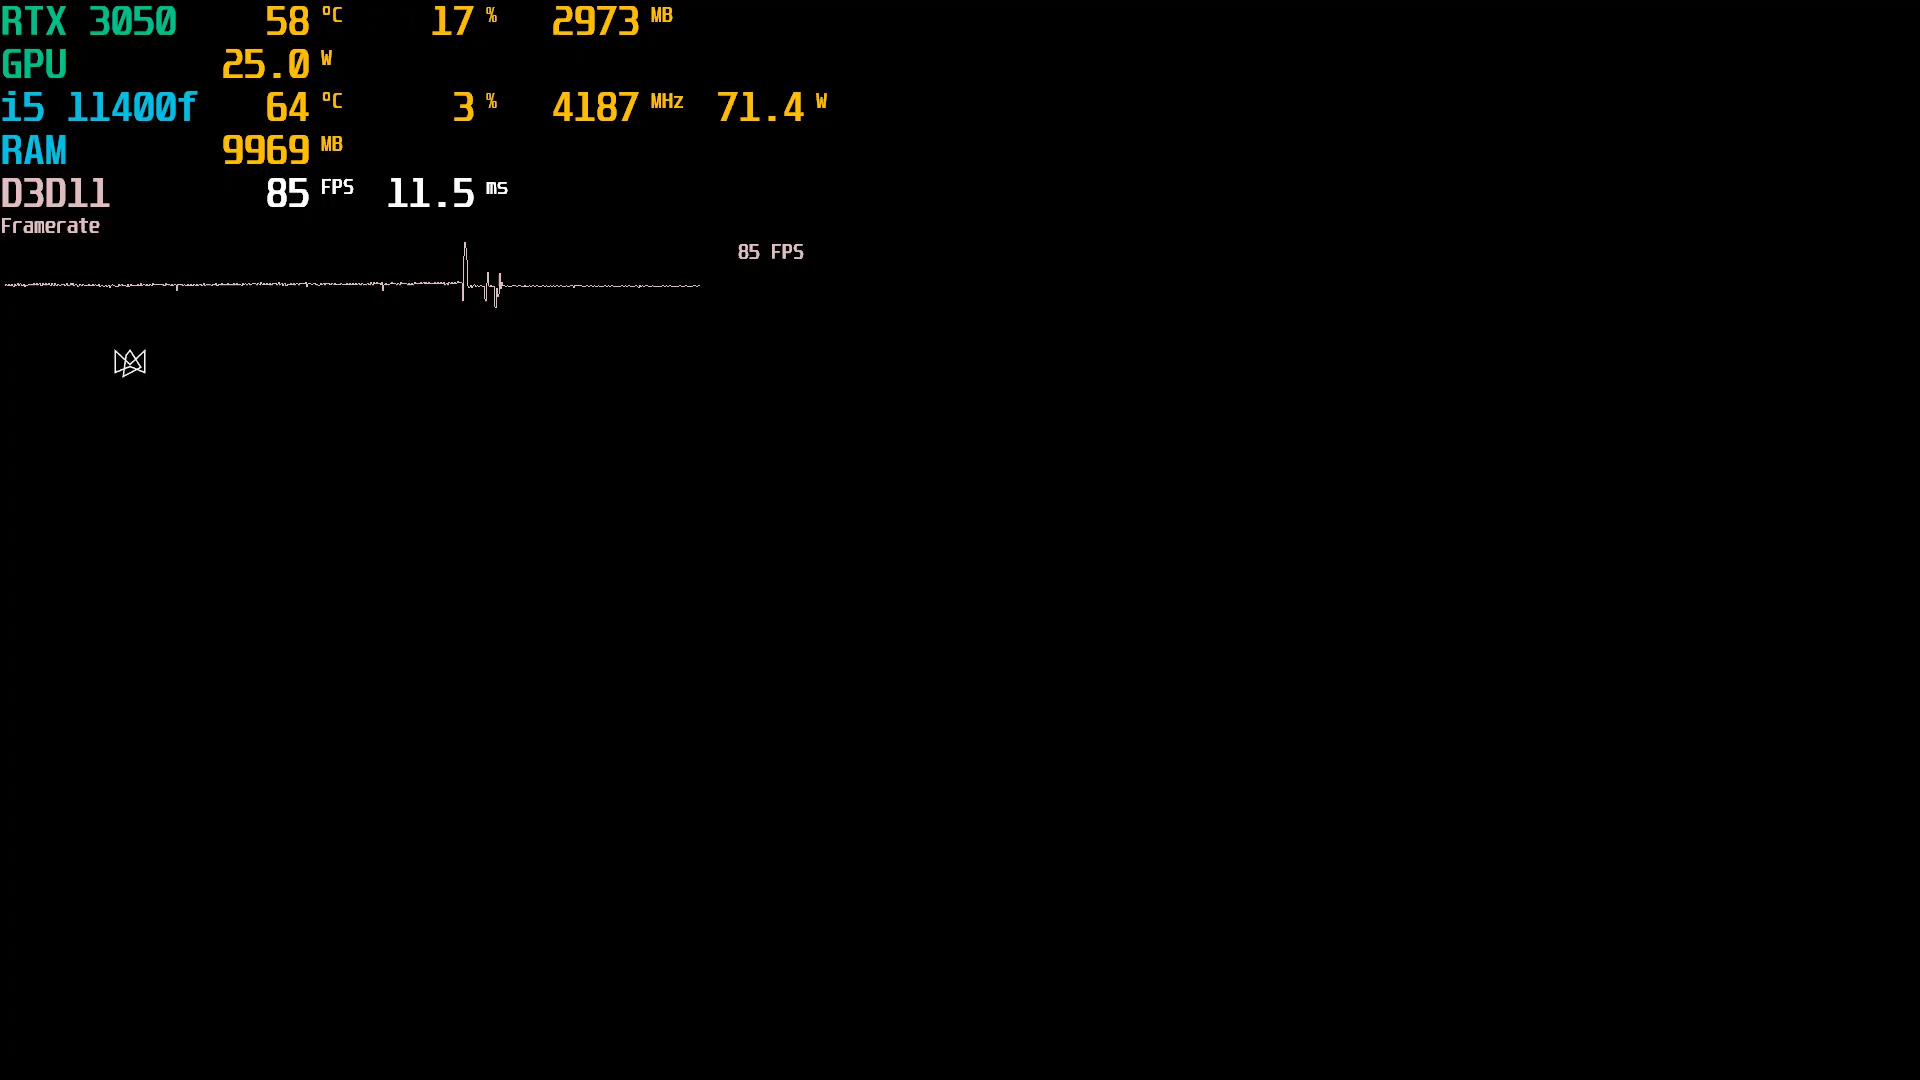 RTX 3050 58 °C 17 % 2973 MB
GPU 25.0 W
i5 11400f 64 °C 3 % 4187 MHz 71.4 W
RAM 9969 MB
D3D11 85 FPS 11.5 ms
Framerate
85 FPS